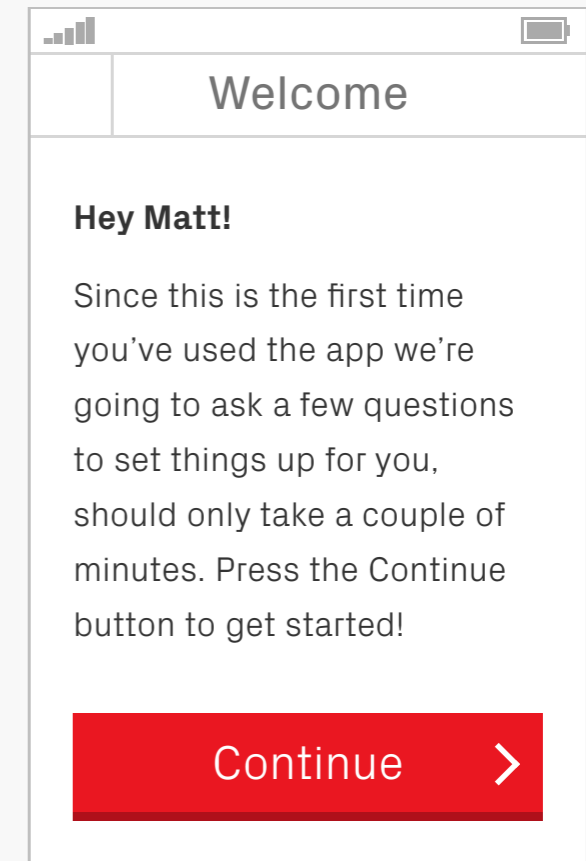 Welcome
Hey Matt!
Since this is the first time
you’ve used the app we’re
going to ask a few questions
to set things up for you,
should only take a couple of
minutes. Press the Continue
button to get started!
Continue